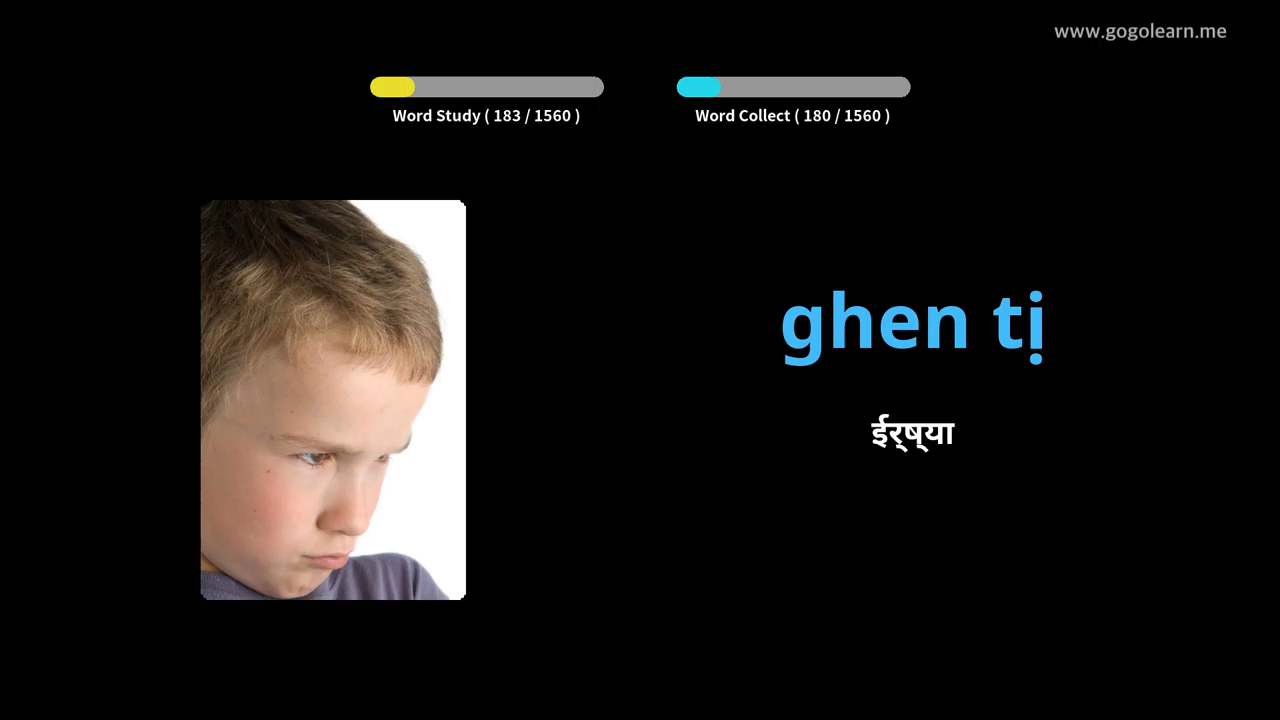 www.gogolearn.me
Word Study ( 183 / 1560 )
Word Collect ( 180 / 1560 )
ghen tị
ईर्ष्या